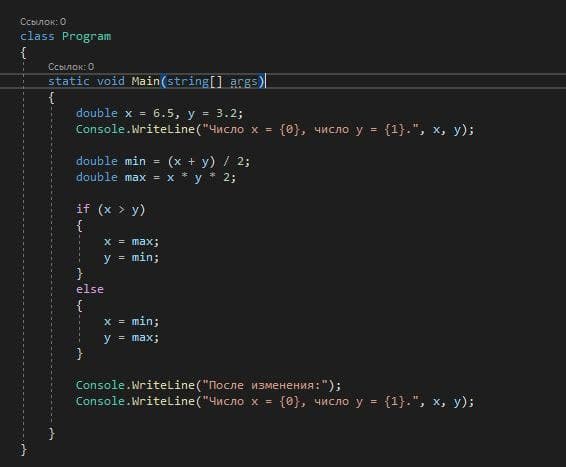 Ссылок: 0
class Program
{
Ссылок: 0
static void Main(string[] args)
{
double x = 6.5, y = 3.2;
Console.WriteLine("Число x = {0}, число y = {1}.", x, y);
double min = (x + y) / 2;
double max = x * y * 2;
if (x > y)
{
x = max;
y = min;
}
else
{
x = min;
y = max;
}
Console.WriteLine("После изменения:");
Console.WriteLine("Число x = {0}, число y = {1}.", x, y);
}
}